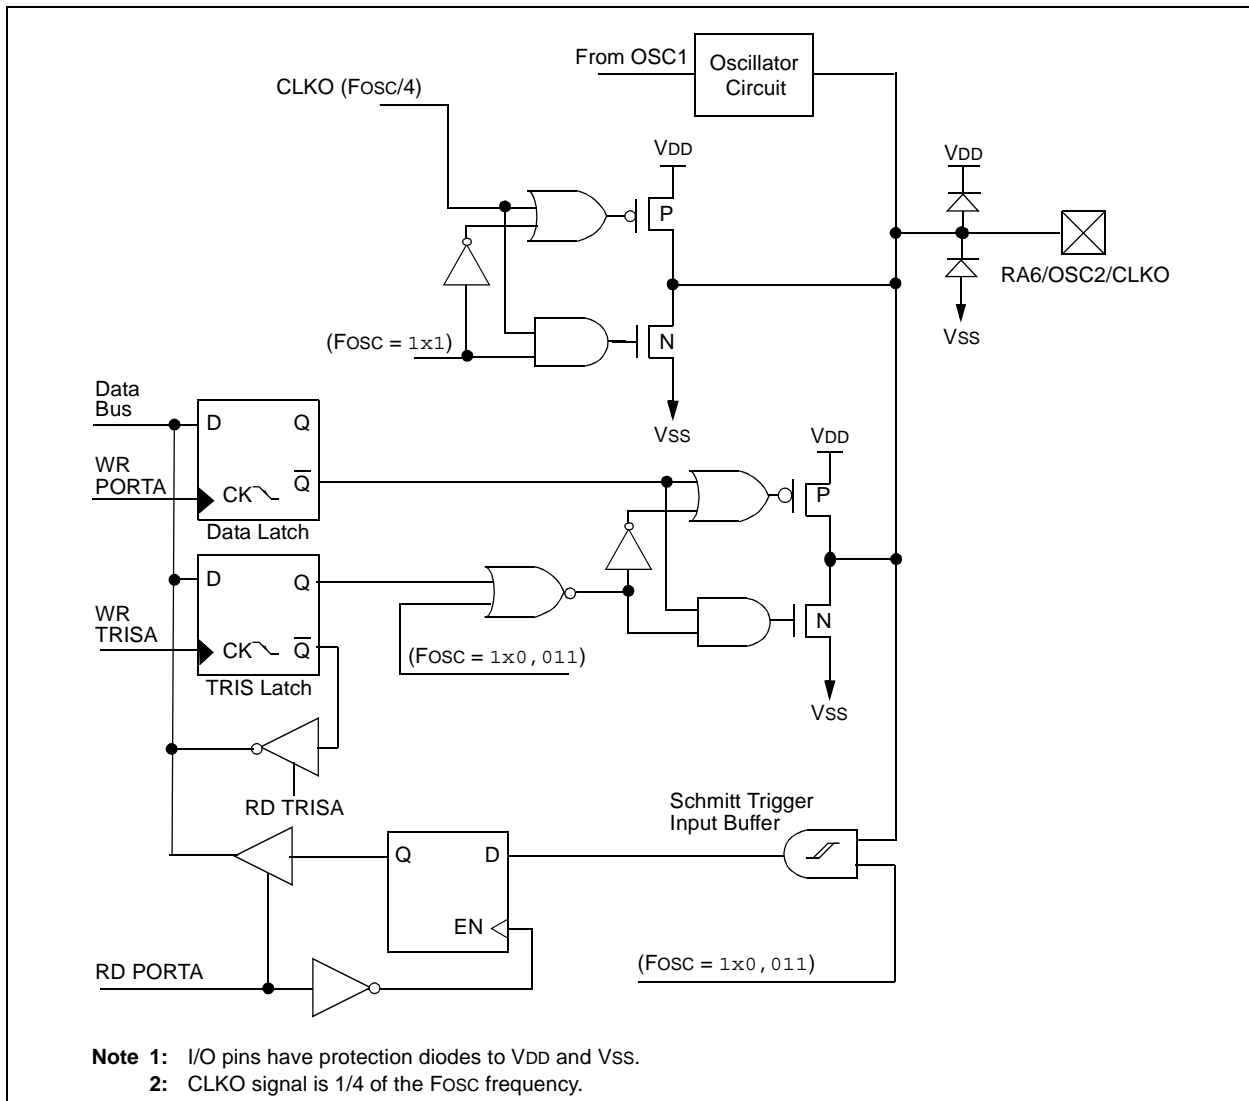 From OSC1
Oscillator
Circuit
CLKO (FOSC/4)
VDD
P
VDD
RA6/OSC2/CLKO
VSS
(FOSC = 1x1)
N
VSS
Data
Bus
D
Q
WR
PORTA
CK
Q
Data Latch
VDD
P
D
Q
WR
TRISA
CK
Q
TRIS Latch
(FOSC = 1x0,011)
N
VSS
RD TRISA
Schmitt Trigger
Input Buffer
Q
D
EN
RD PORTA
(FOSC = 1x0,011)
Note 1: I/O pins have protection diodes to VDD and VSS.
2: CLKO signal is 1/4 of the FOSC frequency.